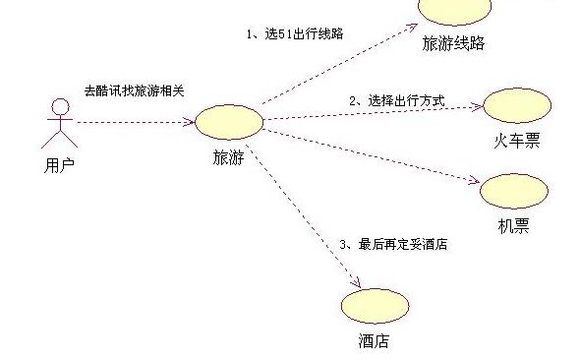 1、选51出行线路
旅游线路
去酷讯找旅游相关
2、选择出行方式
火车票
用户
旅游
机票
3、最后再定妥酒店
酒店